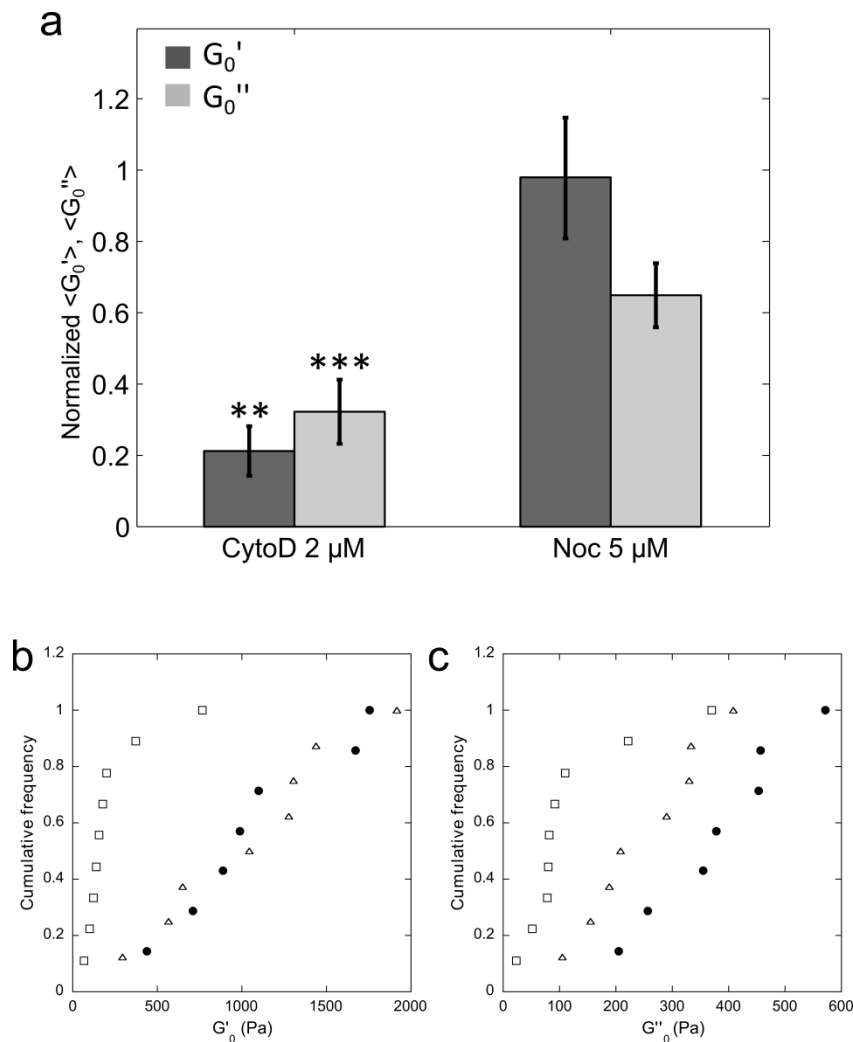 a
G₀'
G₀''
Normalized <G₀'>, <G₀''>
1.2
1
0.8
0.6
0.4
0.2
0
**
***
CytoD 2 µM
Noc 5 µM
b
Cumulative frequency
1.2
1
0.8
0.6
0.4
0.2
0
0
500
1000
1500
2000
G'₀ (Pa)
c
Cumulative frequency
1.2
1
0.8
0.6
0.4
0.2
0
0
100
200
300
400
500
600
G''₀ (Pa)